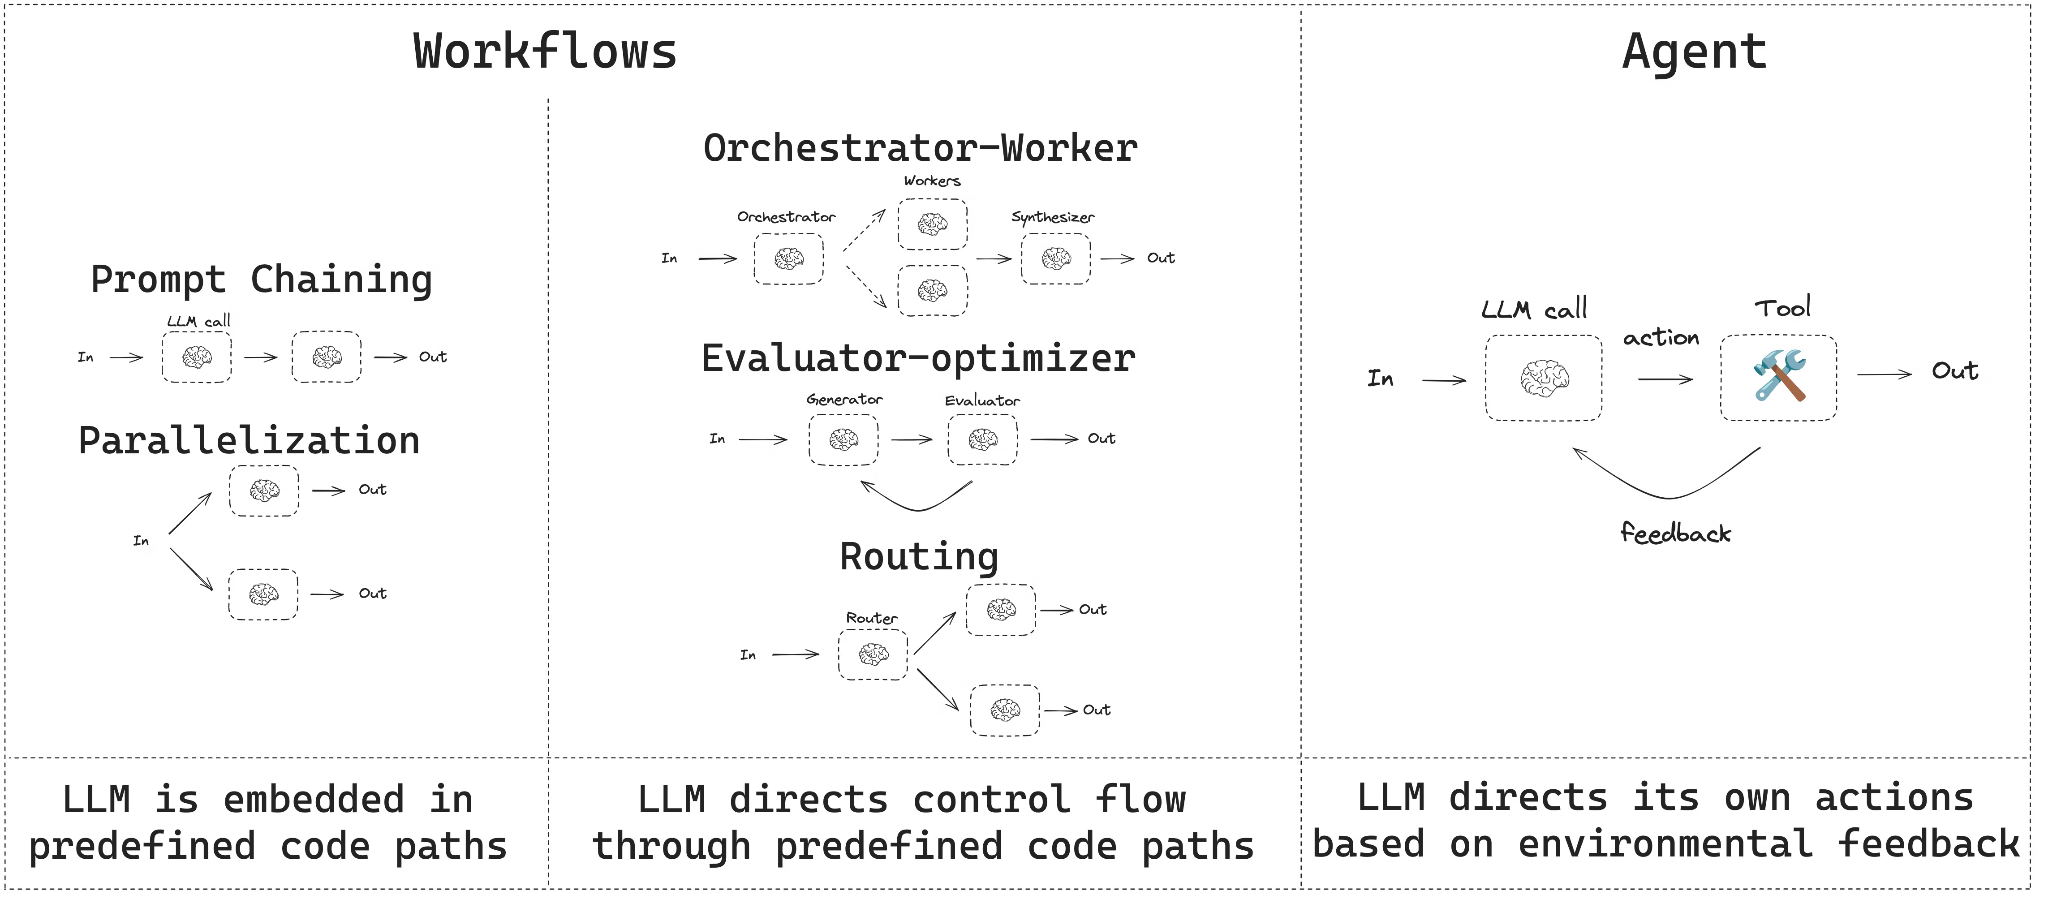 Workflows
Prompt Chaining
LLM call
In
Out
Parallelization
Out
In
Out
LLM is embedded in
predefined code paths
Orchestrator-Worker
Workers
Orchestrator
Synthesizer
In
Out
Evaluator-optimizer
Generator
Evaluator
In
Out
Routing
Out
Router
In
Out
LLM directs control flow
through predefined code paths
Agent
LLM call
Tool
action
In
Out
feedback
LLM directs its own actions
based on environmental feedback